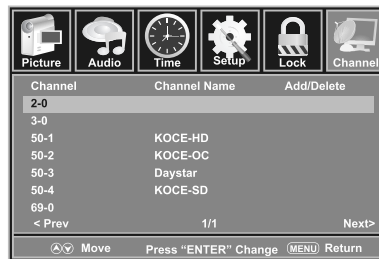 Picture Audio Time Setup Lock Channel
Channel Channel Name Add/Delete
2-0
3-0
50-1 KOCE-HD
50-2 KOCE-OC
50-3 Daystar
50-4 KOCE-SD
69-0
< Prev 1/1 Next>
Move Press “ENTER” Change MENU Return